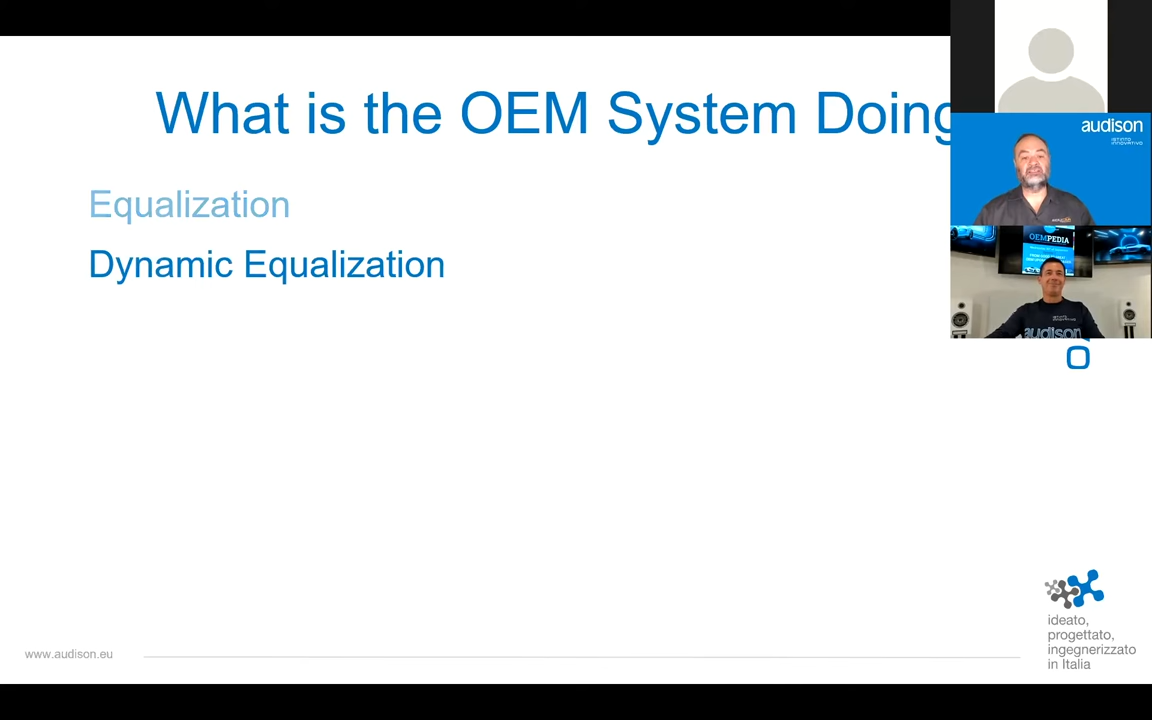 What is the OEM System Doing
Equalization
Dynamic Equalization
audison
OEMPEDIA
audison
ideato,
progettato,
ingegnerizzato
in Italia
www.audison.eu